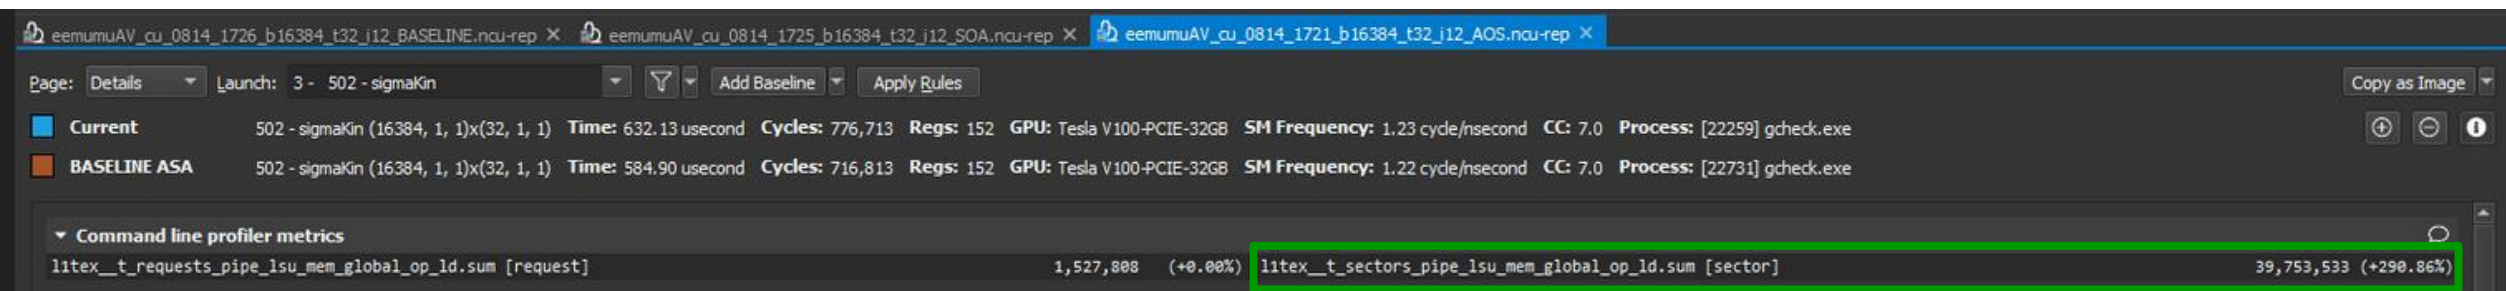 eemumuAV_cu_0814_1726_b16384_t32_i12_BASELINE.ncu-rep × eemumuAV_cu_0814_1725_b16384_t32_i12_SOA.ncu-rep × eemumuAV_cu_0814_1721_b16384_t32_i12_AOS.ncu-rep ×
Page: Details Launch: 3 - 502 - sigmaKin Add Baseline Apply Rules Copy as Image
Current 502 - sigmaKin (16384, 1, 1)x(32, 1, 1) Time: 632.13 usecond Cycles: 776,713 Regs: 152 GPU: Tesla V100-PCIE-32GB SM Frequency: 1.23 cycle/nsecond CC: 7.0 Process: [22259] gcheck.exe
BASELINE ASA 502 - sigmaKin (16384, 1, 1)x(32, 1, 1) Time: 584.90 usecond Cycles: 716,813 Regs: 152 GPU: Tesla V100-PCIE-32GB SM Frequency: 1.22 cycle/nsecond CC: 7.0 Process: [22731] gcheck.exe
Command line profiler metrics
l1tex__t_requests_pipe_lsu_mem_global_op_ld.sum [request] 1,527,808 (+0.00%) l1tex__t_sectors_pipe_lsu_mem_global_op_ld.sum [sector] 39,753,533 (+290.86%)